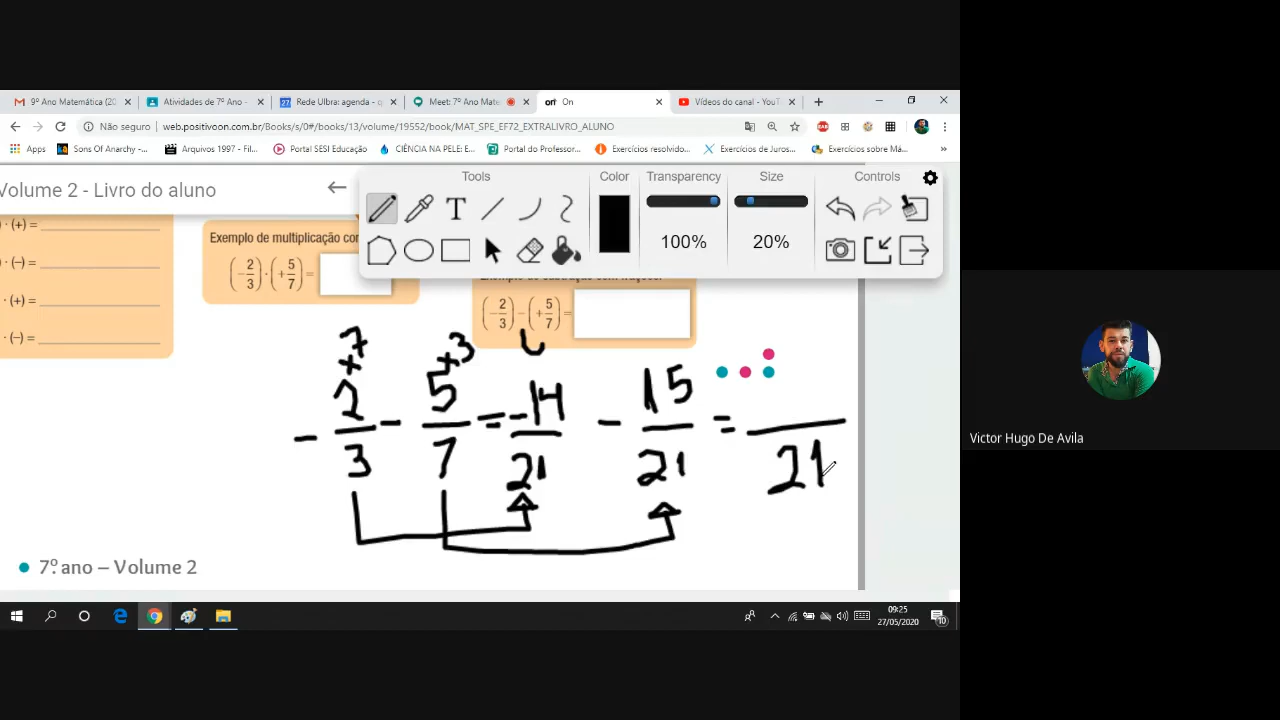 9º Ano Matemática (20
Atividades de 7º Ano -
Rede Ulbra: agenda - q
Meet: 7º Ano Mate
On
Vídeos do canal - YouT
Não seguro
web.positivoon.com.br/Books/s/0#/books/13/volume/19552/book/MAT_SPE_EF72_EXTRALIVRO_ALUNO
Apps
Sons Of Anarchy -...
Arquivos 1997 - Fil...
Portal SESI Educação
CIÊNCIA NA PELE: E...
Portal do Professor...
Exercícios resolvido...
Exercícios de Juros...
Exercícios sobre Má...
Volume 2 - Livro do aluno
Tools
Color
Transparency
Size
Controls
100%
20%
· (+) =
· (–) =
· (+) =
· (–) =
Exemplo de multiplicação co
(-2/3) · (+5/7) =
(-2/3) - (+5/7) =
×7 ×3
- 2/3 - 5/7 = -14/21 - 15/21 = /21
7º. ano – Volume 2
Victor Hugo De Avila
09:25
27/05/2020
10